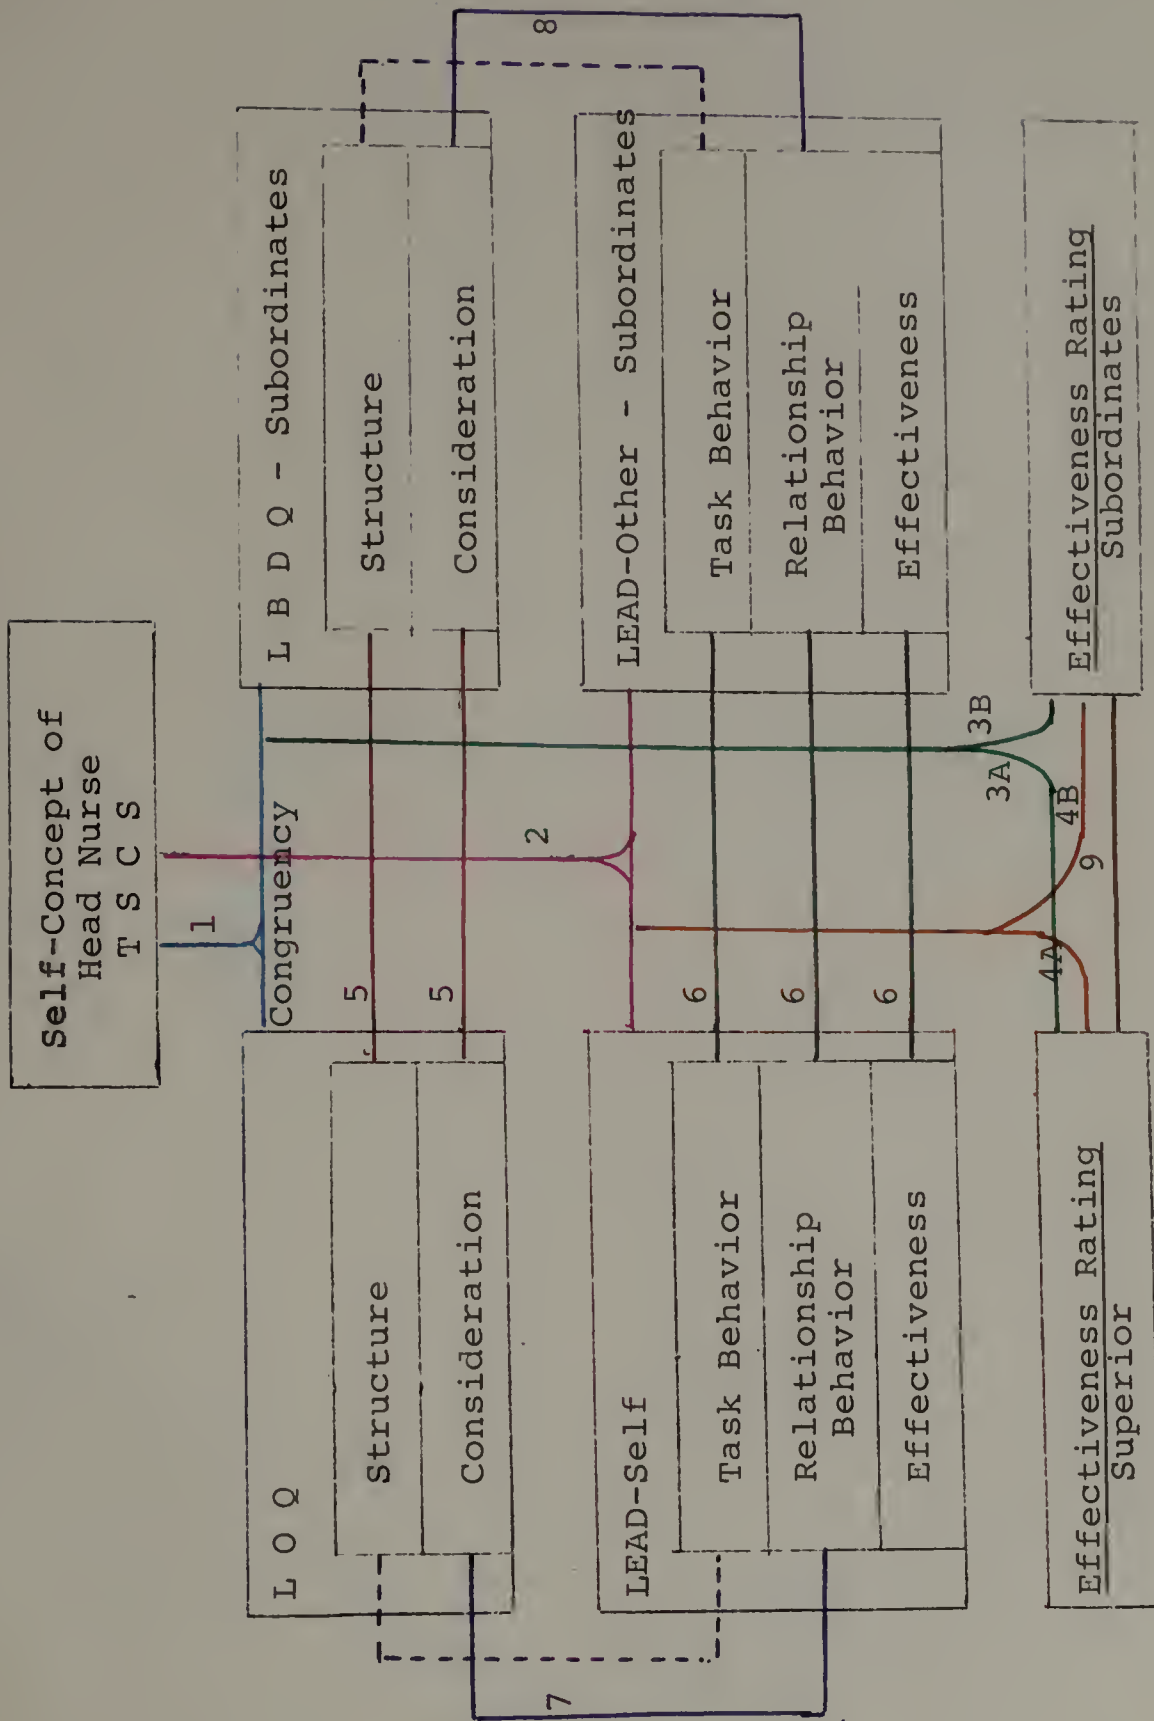 Self-Concept of
Head Nurse
T S C S
1
L O Q
Structure
Consideration
Congruency
5
5
2
L B D Q - Subordinates
Structure
Consideration
7
8
LEAD-Self
Task Behavior
Relationship
Behavior
Effectiveness
6
6
6
LEAD-Other - Subordinates
Task Behavior
Relationship
Behavior
Effectiveness
3A
3B
4A
4B
9
Effectiveness Rating
Superior
Effectiveness Rating
Subordinates